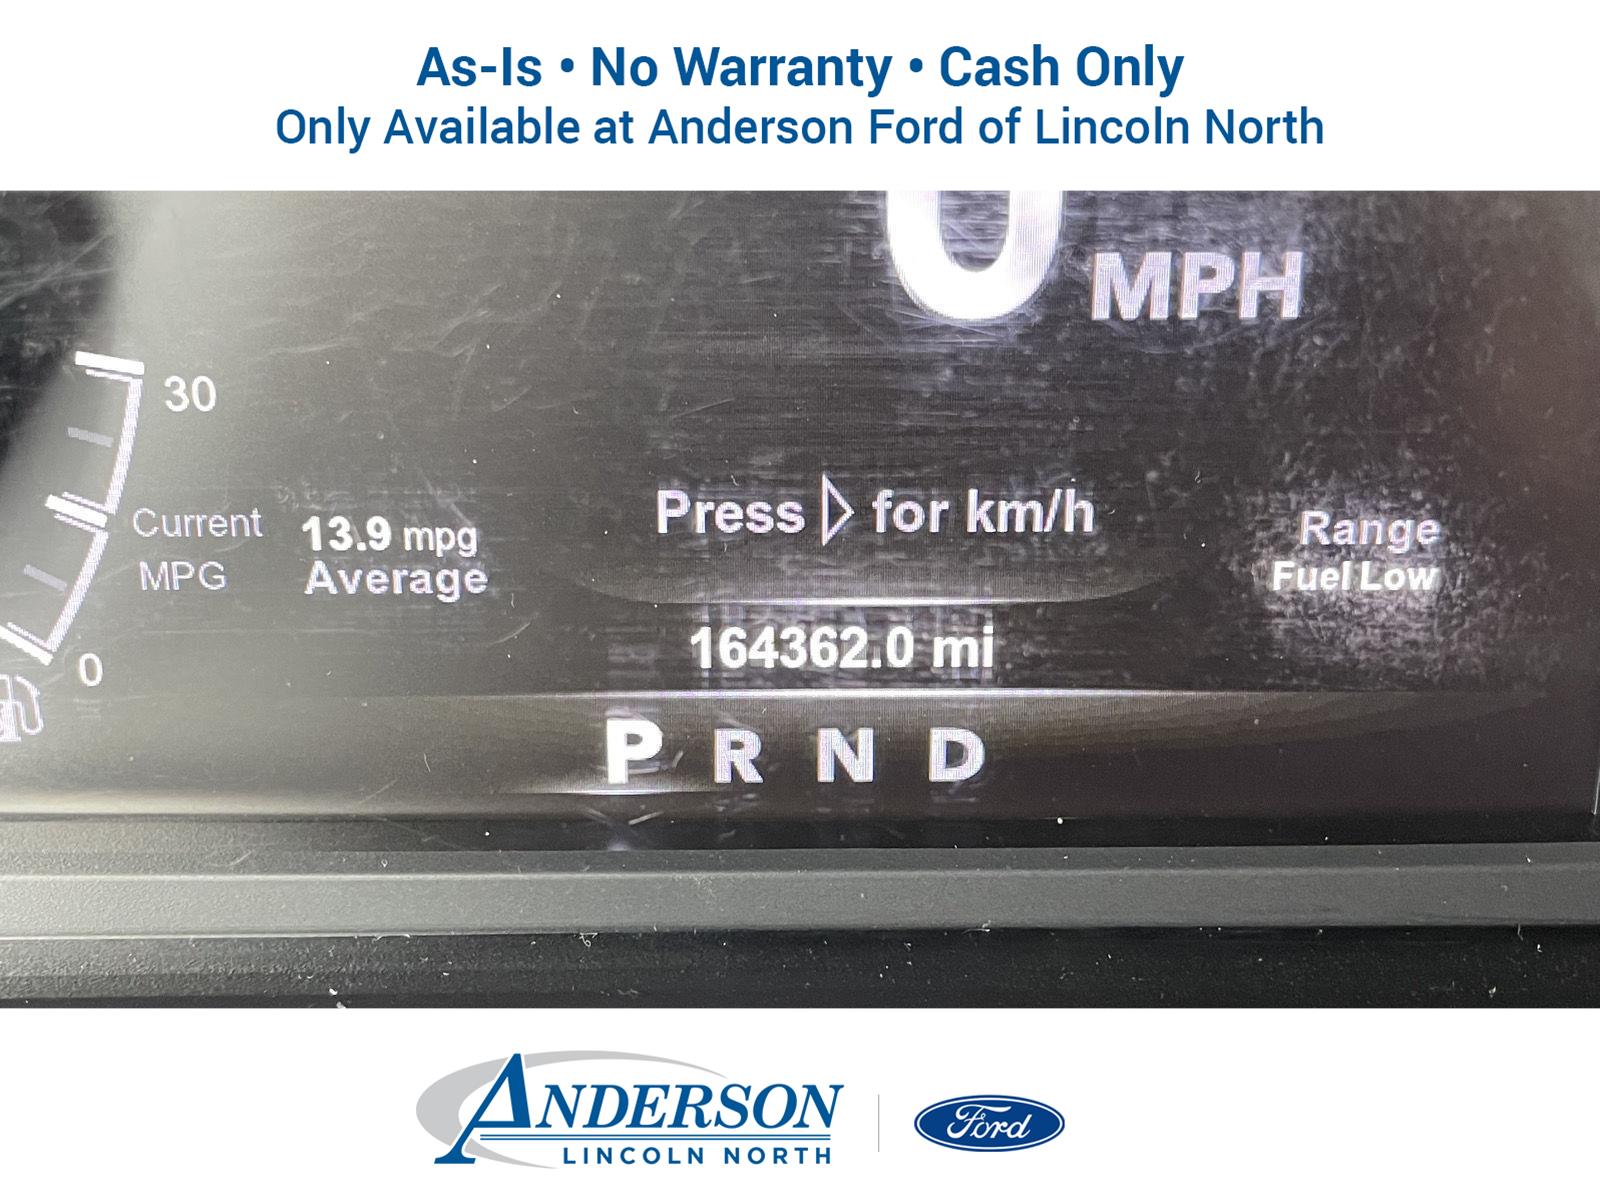 As-Is • No Warranty • Cash Only
Only Available at Anderson Ford of Lincoln North
0 MPH
30
Current
MPG
13.9 mpg
Average
Press ▷ for km/h
Range
Fuel Low
164362.0 mi
0
P R N D
ANDERSON
LINCOLN NORTH
Ford